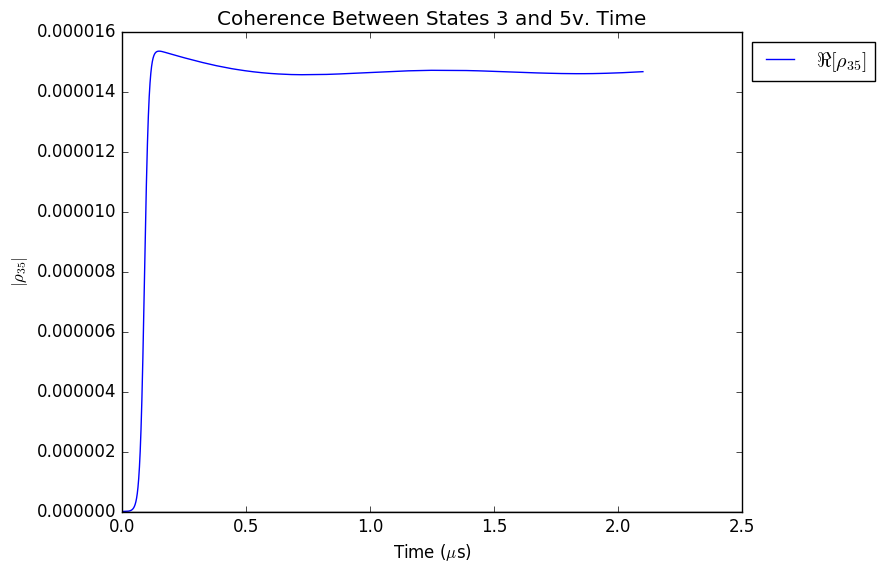 Coherence Between States 3 and 5v. Time
ℜ[ρ₃₅]
0.000016
0.000014
0.000012
0.000010
0.000008
0.000006
0.000004
0.000002
0.000000
|ρ₃₅|
0.0 0.5 1.0 1.5 2.0 2.5
Time (μs)